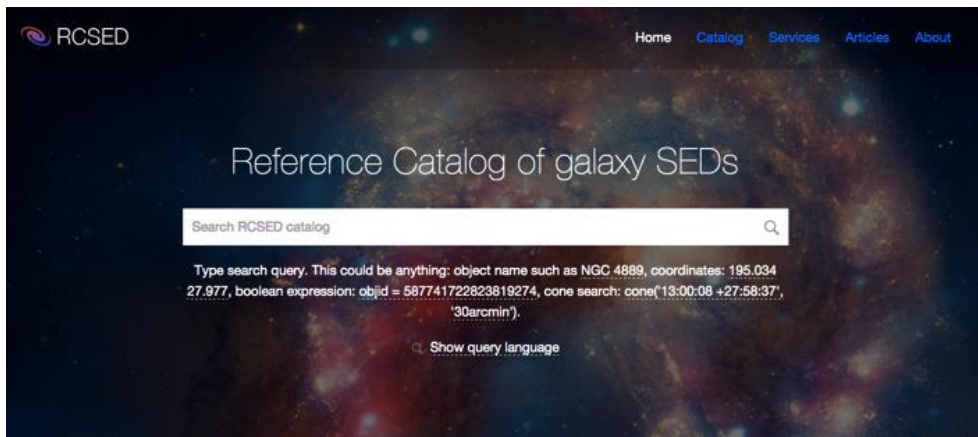 RCSED
Home Catalog Services Articles About
Reference Catalog of galaxy SEDs
Search RCSED catalog
Type search query. This could be anything: object name such as NGC 4889, coordinates: 195.034
27.977, boolean expression: objid = 587741722823819274, cone search: cone('13:00:08 +27:58:37',
'30arcmin').
Show query language